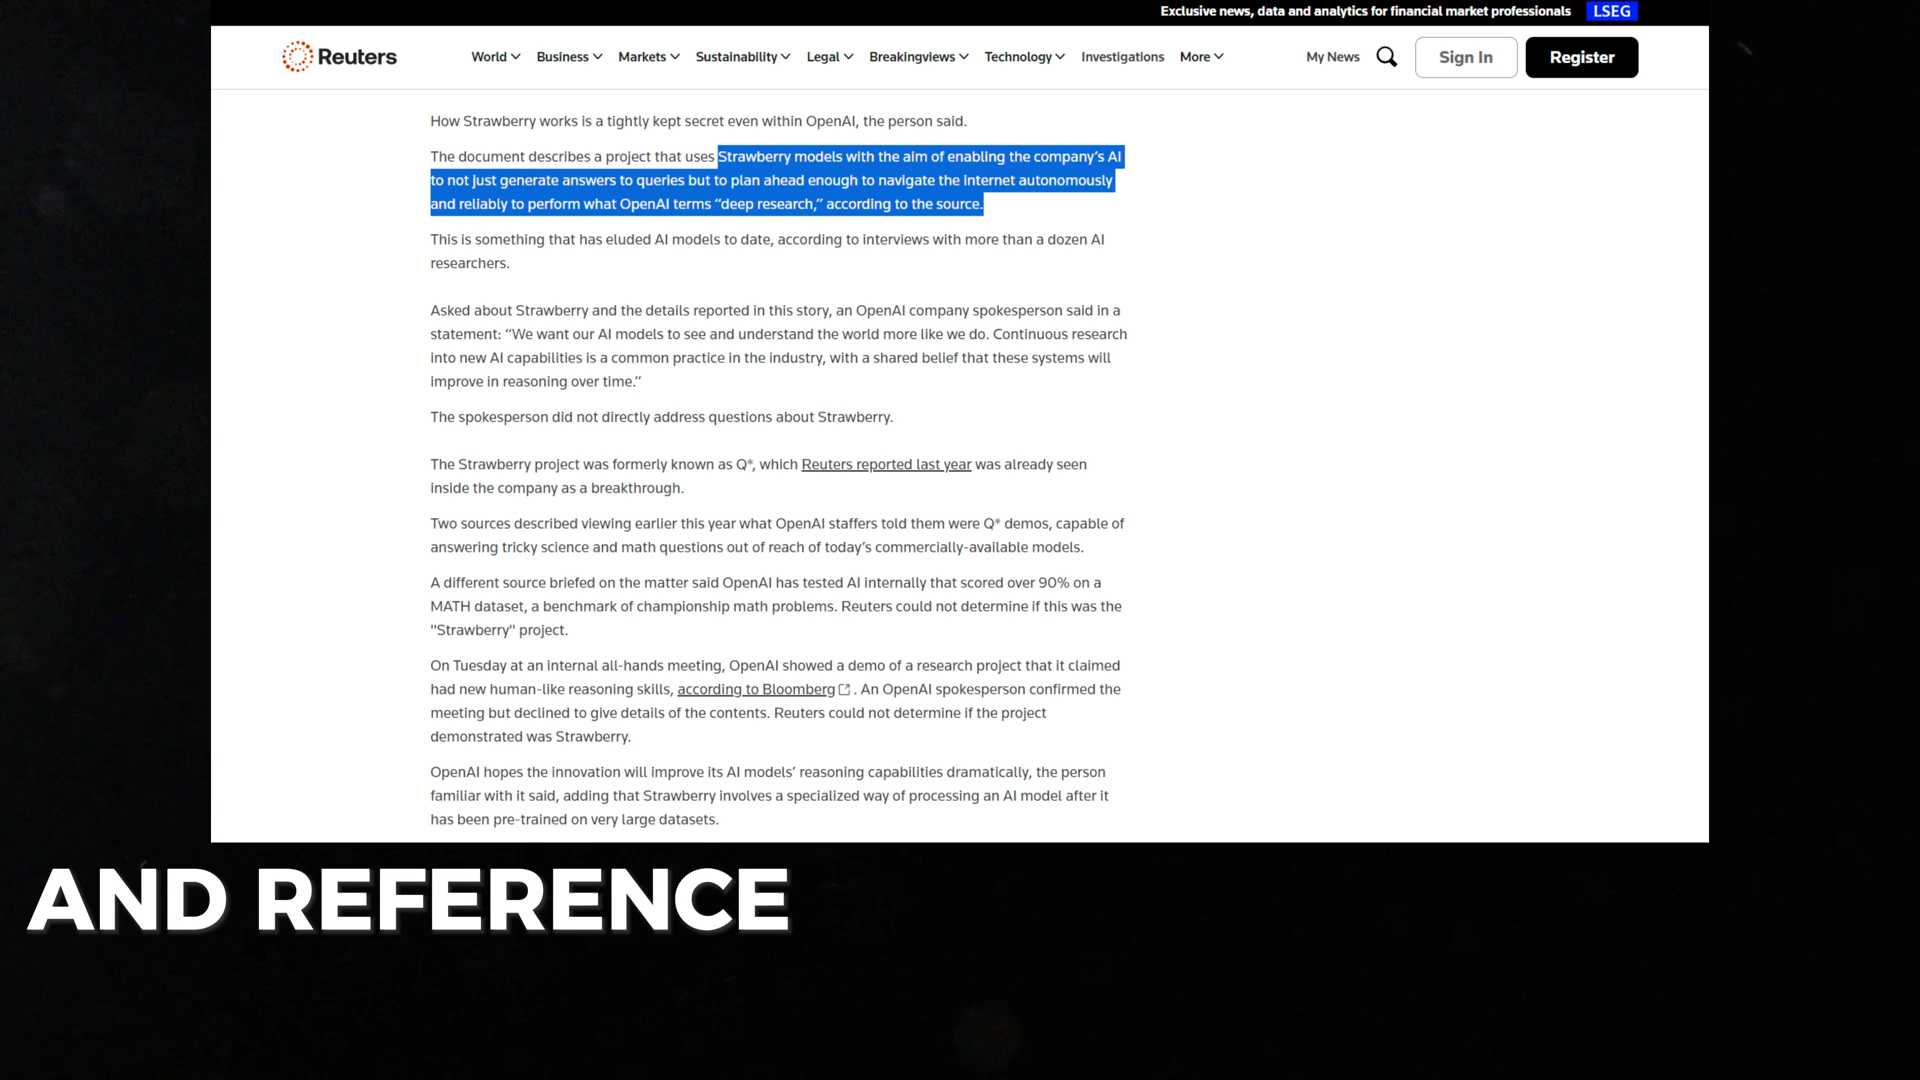 Exclusive news, data and analytics for financial market professionals LSEG
Reuters World Business Markets Sustainability Legal Breakingviews Technology Investigations More My News Sign In Register
How Strawberry works is a tightly kept secret even within OpenAI, the person said.
The document describes a project that uses Strawberry models with the aim of enabling the company’s AI
to not just generate answers to queries but to plan ahead enough to navigate the internet autonomously
and reliably to perform what OpenAI terms “deep research,” according to the source.
This is something that has eluded AI models to date, according to interviews with more than a dozen AI
researchers.
Asked about Strawberry and the details reported in this story, an OpenAI company spokesperson said in a
statement: “We want our AI models to see and understand the world more like we do. Continuous research
into new AI capabilities is a common practice in the industry, with a shared belief that these systems will
improve in reasoning over time.”
The spokesperson did not directly address questions about Strawberry.
The Strawberry project was formerly known as Q*, which Reuters reported last year was already seen
inside the company as a breakthrough.
Two sources described viewing earlier this year what OpenAI staffers told them were Q* demos, capable of
answering tricky science and math questions out of reach of today’s commercially-available models.
A different source briefed on the matter said OpenAI has tested AI internally that scored over 90% on a
MATH dataset, a benchmark of championship math problems. Reuters could not determine if this was the
"Strawberry" project.
On Tuesday at an internal all-hands meeting, OpenAI showed a demo of a research project that it claimed
had new human-like reasoning skills, according to Bloomberg . An OpenAI spokesperson confirmed the
meeting but declined to give details of the contents. Reuters could not determine if the project
demonstrated was Strawberry.
OpenAI hopes the innovation will improve its AI models’ reasoning capabilities dramatically, the person
familiar with it said, adding that Strawberry involves a specialized way of processing an AI model after it
has been pre-trained on very large datasets.
AND REFERENCE